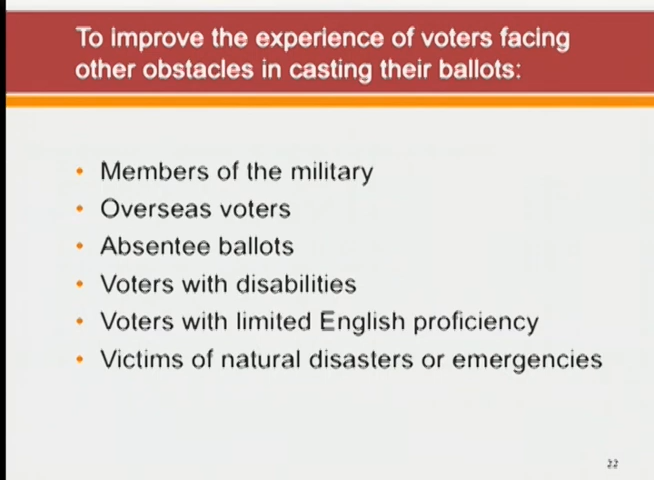 To improve the experience of voters facing
other obstacles in casting their ballots:
• Members of the military
• Overseas voters
• Absentee ballots
• Voters with disabilities
• Voters with limited English proficiency
• Victims of natural disasters or emergencies
22